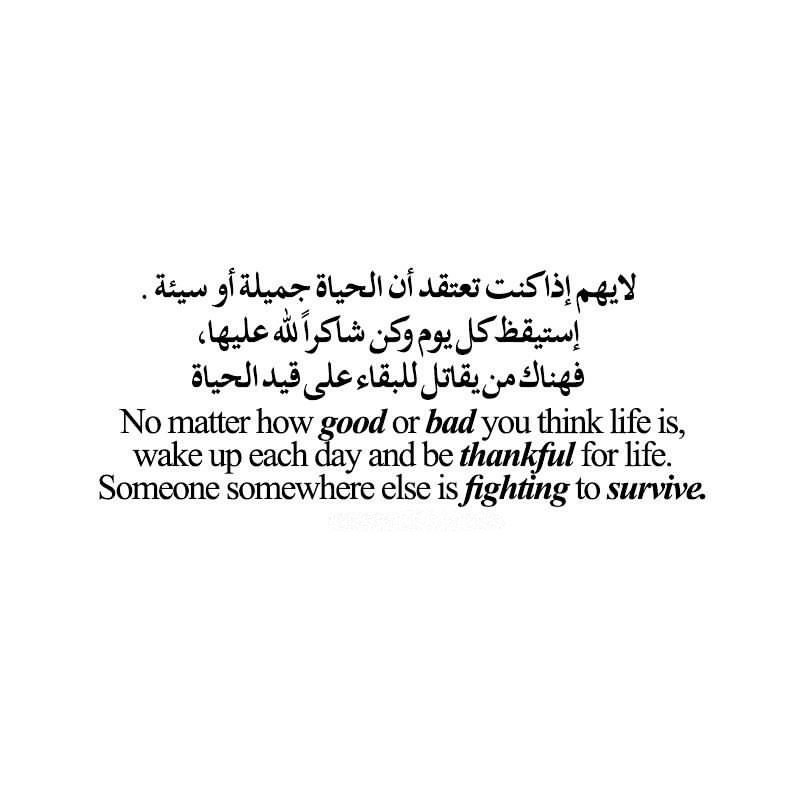 لايهم إذا كنت تعتقد أن الحياة جميلة أو سيئة .
إستيقظ كل يوم وكن شاكراً لله عليها،
فهناك من يقاتل للبقاء على قيد الحياة
No matter how good or bad you think life is,
wake up each day and be thankful for life.
Someone somewhere else is fighting to survive.